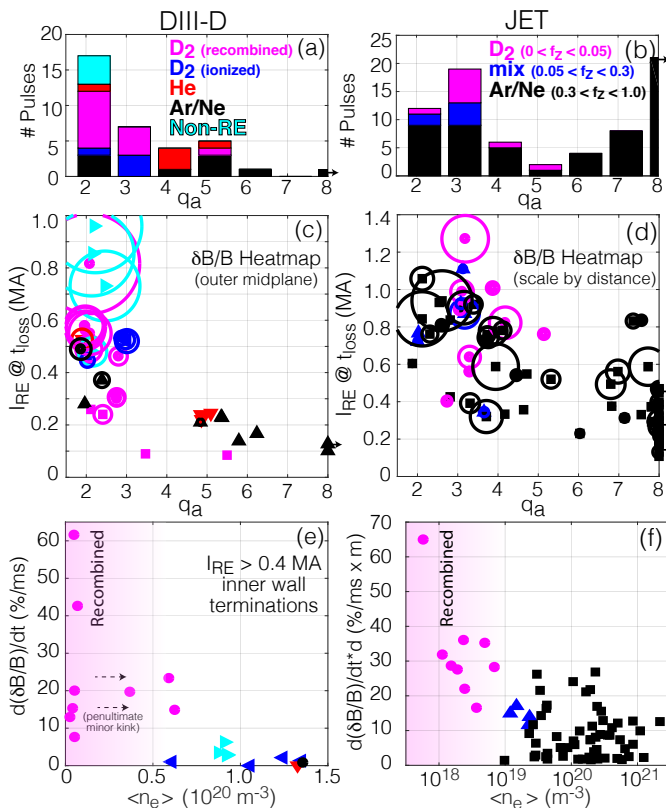 DIII-D
JET
(a)
D2 (recombined)
D2 (ionized)
He
Ar/Ne
Non-RE
# Pulses
0
5
10
15
20
2
3
4
5
6
7
8
qa
(b)
D2 (0 < fz < 0.05)
mix (0.05 < fz < 0.3)
Ar/Ne (0.3 < fz < 1.0)
# Pulses
0
5
10
15
20
25
2
3
4
5
6
7
8
qa
(c)
δB/B Heatmap
(outer midplane)
IRE @ tloss (MA)
1.0
0.8
0.6
0.4
0.2
0
2
3
4
5
6
7
8
qa
(d)
δB/B Heatmap
(scale by distance)
IRE @ tloss (MA)
1.4
1.2
1.0
0.8
0.6
0.4
0.2
0
2
3
4
5
6
7
8
qa
(e)
Recombined
IRE > 0.4 MA
inner wall
terminations
(penultimate
minor kink)
d(δB/B)/dt (%/ms)
60
50
40
30
20
10
0
0
0.5
1.0
1.5
<ne> (10^20 m-3)
(f)
Recombined
d(δB/B)/dt*d (%/ms x m)
70
60
50
40
30
20
10
0
10^18
10^19
10^20
10^21
<ne> (m-3)